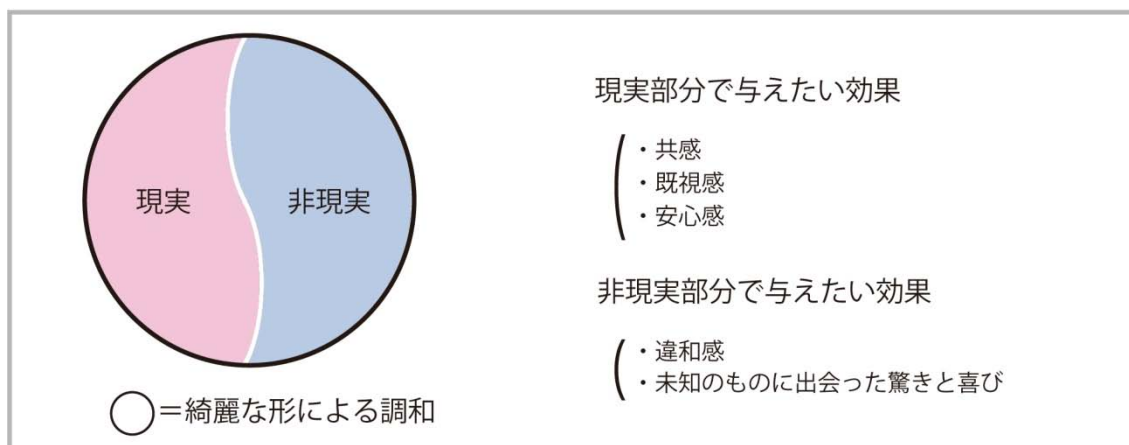 現実
非現実
○=綺麗な形による調和
現実部分で与えたい効果
・共感
・既視感
・安心感
非現実部分で与えたい効果
・違和感
・未知のものに出会った驚きと喜び